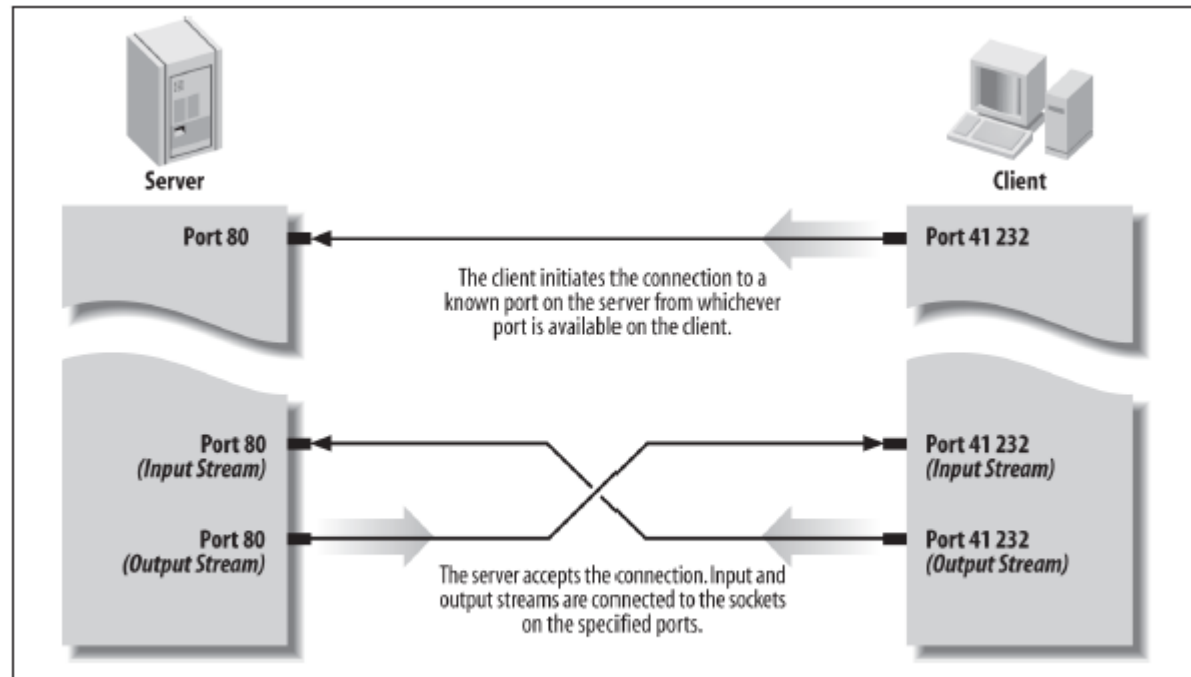 Server
Client
Port 80
Port 41 232
The client initiates the connection to a
known port on the server from whichever
port is available on the client.
Port 80
(Input Stream)
Port 41 232
(Input Stream)
Port 80
(Output Stream)
Port 41 232
(Output Stream)
The server accepts the connection. Input and
output streams are connected to the sockets
on the specified ports.